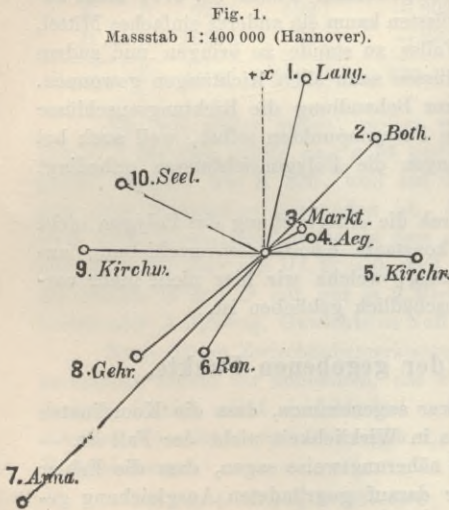 Fig. 1.
Massstab 1:400 000 (Hannover).
+x
1. Lang.
2. Both.
3. Markt.
4. Aeg.
5. Kirchr.
6. Ron.
7. Anna.
8. Gehr.
9. Kirchw.
10. Seel.